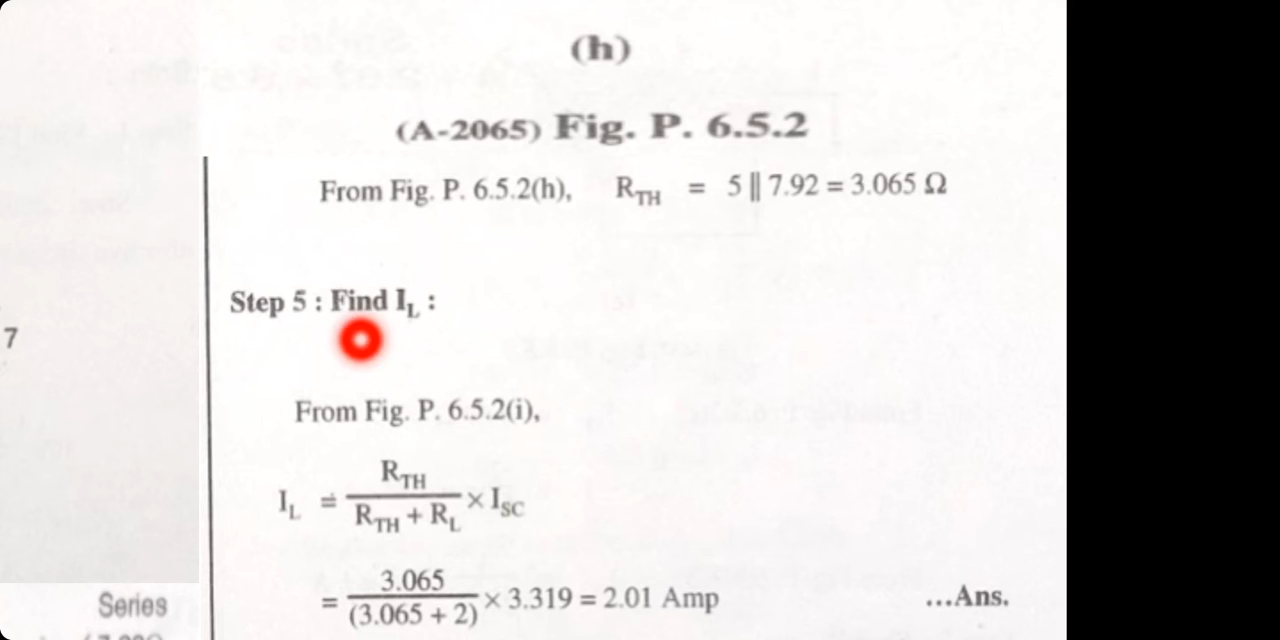 (h)
(A-2065) Fig. P. 6.5.2
From Fig. P. 6.5.2(h), R_TH = 5 || 7.92 = 3.065 Ω
Step 5 : Find I_L :
7
From Fig. P. 6.5.2(i),
I_L = R_TH / (R_TH + R_L) × I_SC
= 3.065 / (3.065 + 2) × 3.319 = 2.01 Amp ...Ans.
Series